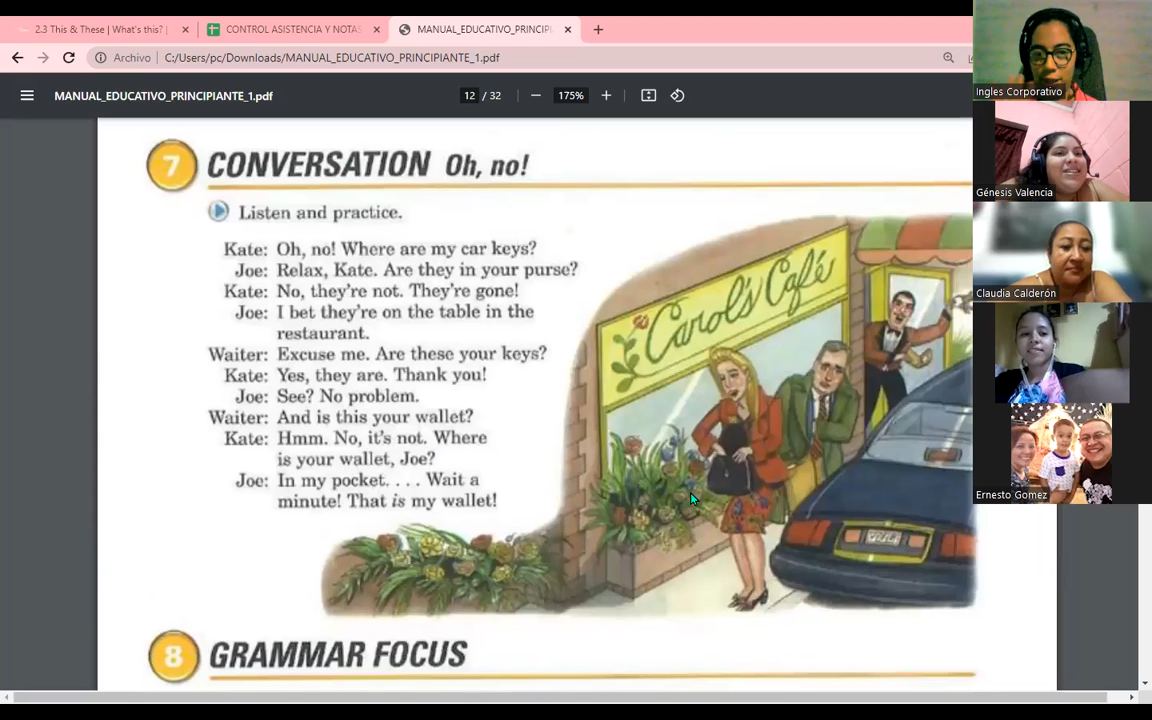 2.3 This & These | What's this? |
CONTROL ASISTENCIA Y NOTAS
MANUAL_EDUCATIVO_PRINCIPI
Archivo
C:/Users/pc/Downloads/MANUAL_EDUCATIVO_PRINCIPIANTE_1.pdf
MANUAL_EDUCATIVO_PRINCIPIANTE_1.pdf
12 / 32
175%
7 CONVERSATION Oh, no!
Listen and practice.
Kate: Oh, no! Where are my car keys?
Joe: Relax, Kate. Are they in your purse?
Kate: No, they're not. They're gone!
Joe: I bet they're on the table in the
restaurant.
Waiter: Excuse me. Are these your keys?
Kate: Yes, they are. Thank you!
Joe: See? No problem.
Waiter: And is this your wallet?
Kate: Hmm. No, it's not. Where
is your wallet, Joe?
Joe: In my pocket. . . . Wait a
minute! That is my wallet!
Carol's Café
8 GRAMMAR FOCUS
Ingles Corporativo
Génesis Valencia
Claudia Calderón
Ernesto Gomez